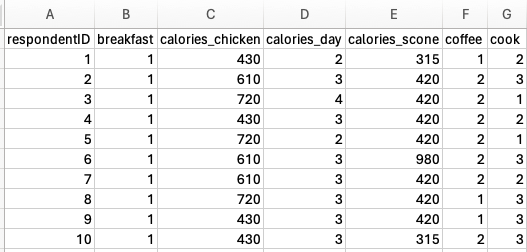 A B C D E F G
respondentID breakfast calories_chicken calories_day calories_scone coffee cook
1 1 430 2 315 1 2
2 1 610 3 420 2 3
3 1 720 4 420 2 1
4 1 430 3 420 2 2
5 1 720 2 420 2 1
6 1 610 3 980 2 3
7 1 610 3 420 2 2
8 1 720 3 420 1 3
9 1 430 3 420 1 3
10 1 430 3 315 2 3